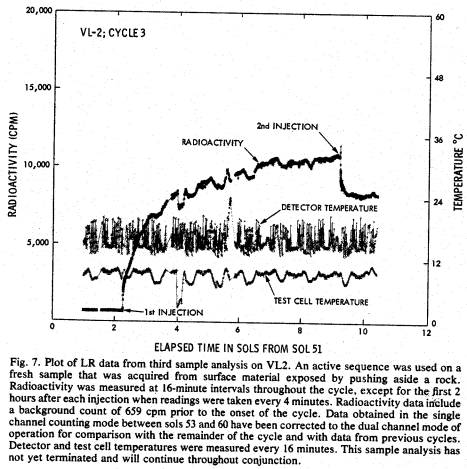 20,000
60
VL-2; CYCLE 3
15,000
48
2nd INJECTION
RADIOACTIVITY
36
RADIOACTIVITY (CPM)
10,000
TEMPERATURE °C
24
DETECTOR TEMPERATURE
5,000
12
1st INJECTION
TEST CELL TEMPERATURE
0
0 2 4 6 8 10 12
ELAPSED TIME IN SOLS FROM SOL 51
Fig. 7. Plot of LR data from third sample analysis on VL2. An active sequence was used on a
fresh sample that was acquired from surface material exposed by pushing aside a rock.
Radioactivity was measured at 16-minute intervals throughout the cycle, except for the first 2
hours after each injection when readings were taken every 4 minutes. Radioactivity data include
a background count of 659 cpm prior to the onset of the cycle. Data obtained in the single
channel counting mode between sols 53 and 60 have been corrected to the dual channel mode of
operation for comparison with the remainder of the cycle and with data from previous cycles.
Detector and test cell temperatures were measured every 16 minutes. This sample analysis has
not yet terminated and will continue throughout conjunction.